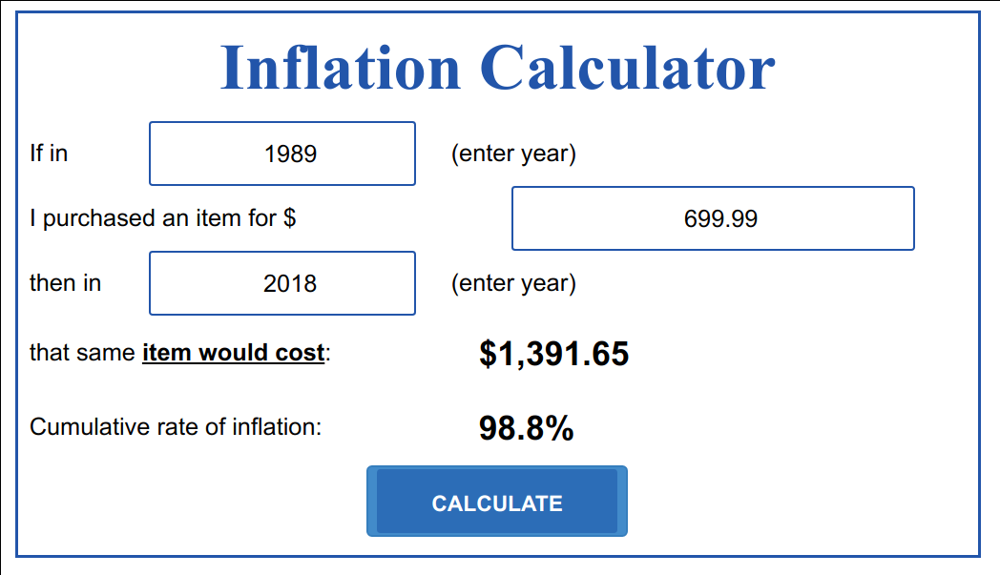 Inflation Calculator
If in 1989 (enter year)
I purchased an item for $ 699.99
then in 2018 (enter year)
that same item would cost: $1,391.65
Cumulative rate of inflation: 98.8%
CALCULATE